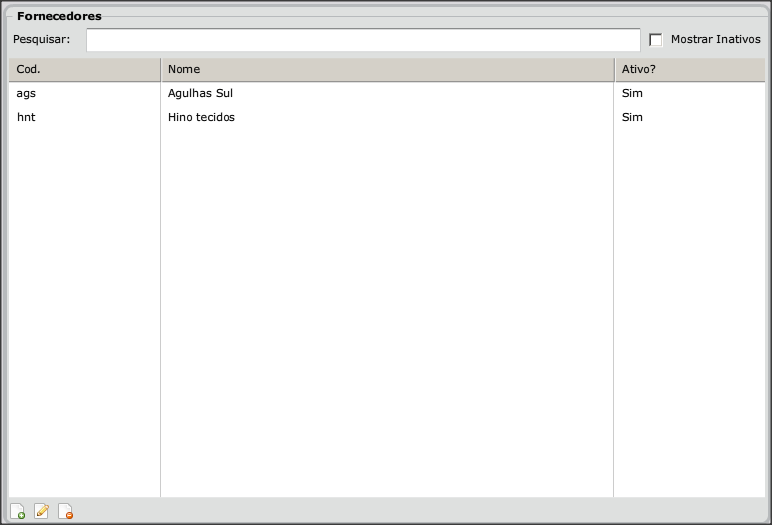 Fornecedores
Pesquisar: Mostrar Inativos
Cod. Nome Ativo?
ags Agulhas Sul Sim
hnt Hino tecidos Sim